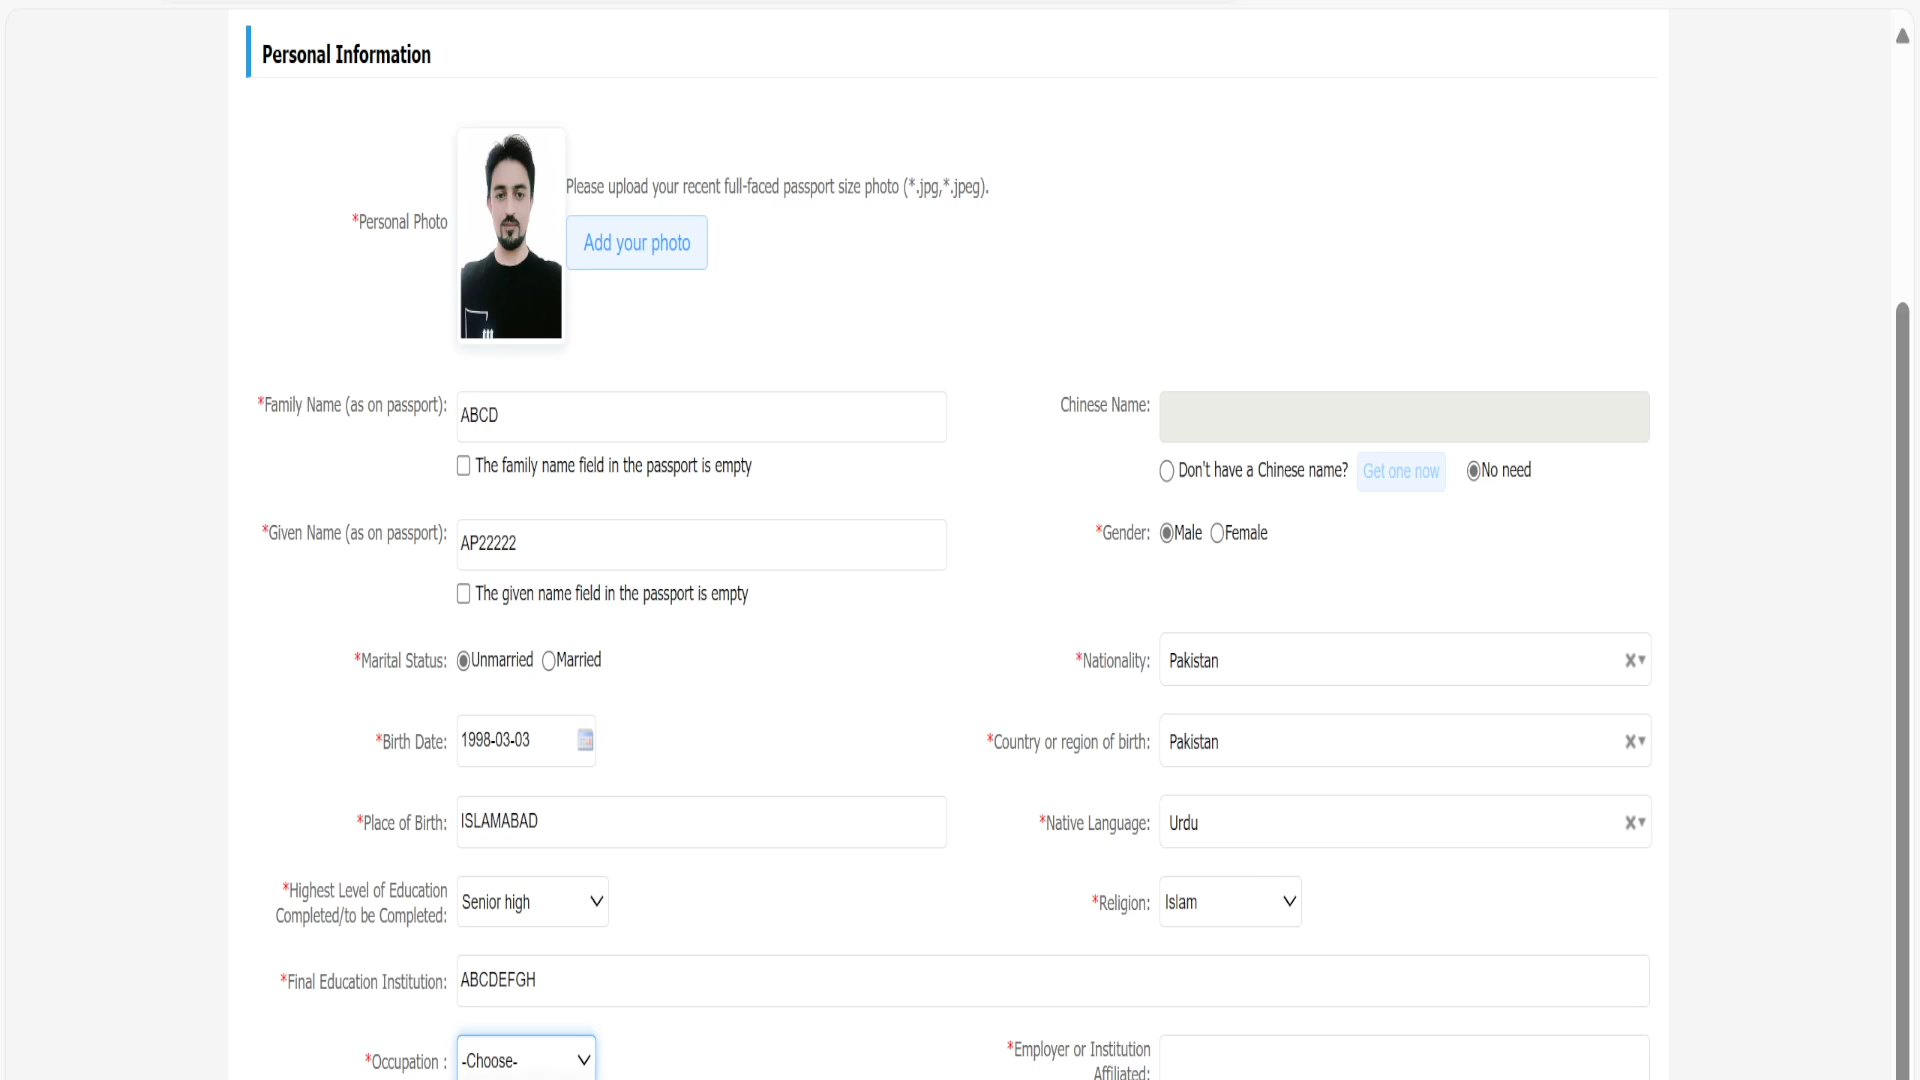 Personal Information
Please upload your recent full-faced passport size photo (*.jpg,*.jpeg).
*Personal Photo
Add your photo
*Family Name (as on passport): ABCD Chinese Name:
The family name field in the passport is empty Don't have a Chinese name? Get one now No need
*Given Name (as on passport): AP22222 *Gender: Male Female
The given name field in the passport is empty
*Marital Status: Unmarried Married *Nationality: Pakistan
*Birth Date: 1998-03-03 *Country or region of birth: Pakistan
*Place of Birth: ISLAMABAD *Native Language: Urdu
*Highest Level of Education
Completed/to be Completed: Senior high *Religion: Islam
*Final Education Institution: ABCDEFGH
*Occupation : -Choose- *Employer or Institution
Affiliated: